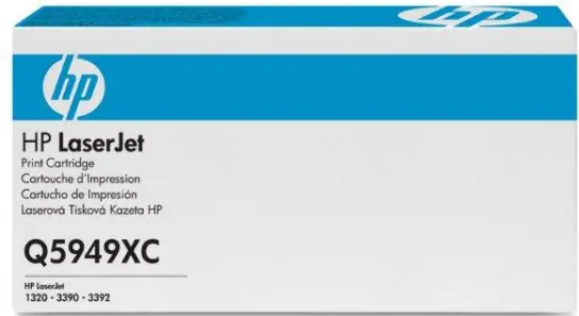 hp
HP LaserJet
Print Cartridge
Cartouche d'Impression
Cartucho de Impresión
Laserová Tisková Kazeta HP
Q5949XC
HP LaserJet
1320 - 3390 - 3392